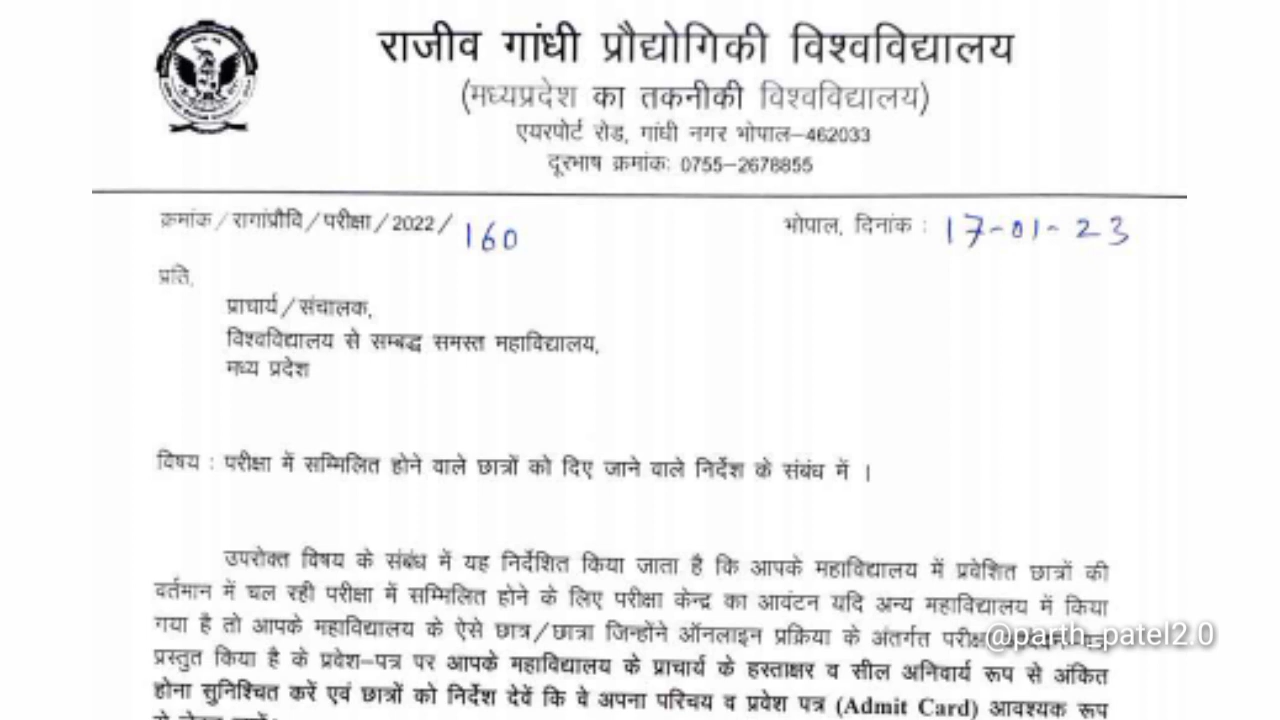 राजीव गांधी प्रौद्योगिकी विश्वविद्यालय
(मध्यप्रदेश का तकनीकी विश्वविद्यालय)
एयरपोर्ट रोड, गांधी नगर भोपाल–462033
दूरभाष क्रमांकः 0755–2678855
क्रमांक/रागांप्रौवि/परीक्षा/2022/ 160
भोपाल, दिनांक : 17-01-23
प्रति,
प्राचार्य/संचालक,
विश्वविद्यालय से सम्बद्ध समस्त महाविद्यालय,
मध्य प्रदेश
विषय : परीक्षा में सम्मिलित होने वाले छात्रों को दिए जाने वाले निर्देश के संबंध में ।
उपरोक्त विषय के संबंध में यह निर्देशित किया जाता है कि आपके महाविद्यालय में प्रवेशित छात्रों की
वर्तमान में चल रही परीक्षा में सम्मिलित होने के लिए परीक्षा केन्द्र का आवंटन यदि अन्य महाविद्यालय में किया
गया है तो आपके महाविद्यालय के ऐसे छात्र/छात्रा जिन्होंने ऑनलाइन प्रक्रिया के अंतर्गत
@parth_patel2.0
प्रस्तुत किया है के प्रवेश–पत्र पर आपके महाविद्यालय के प्राचार्य के हस्ताक्षर व सील अनिवार्य रूप से अंकित
होना सुनिश्चित करें एवं छात्रों को निर्देश देवें कि वे अपना परिचय व प्रवेश पत्र (Admit Card) आवश्यक रूप